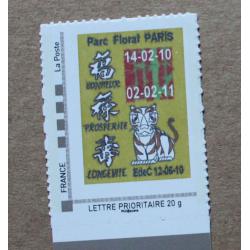 Parc Floral PARIS
14-02-10
福
BONHEUR
02-02-11
祿
PROSPERITE
壽
LONGEVITE
EdeC 12-06-10
La Poste
FRANCE
LETTRE PRIORITAIRE 20 g